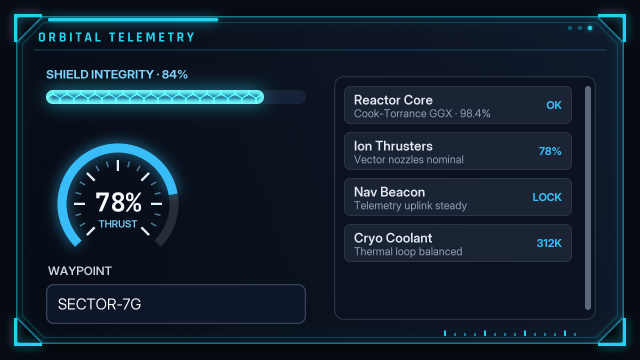 ORBITAL TELEMETRY
SHIELD INTEGRITY · 84%
78%
THRUST
WAYPOINT
SECTOR-7G
Reactor Core
Cook-Torrance GGX · 98.4%
OK
Ion Thrusters
Vector nozzles nominal
78%
Nav Beacon
Telemetry uplink steady
LOCK
Cryo Coolant
Thermal loop balanced
312K